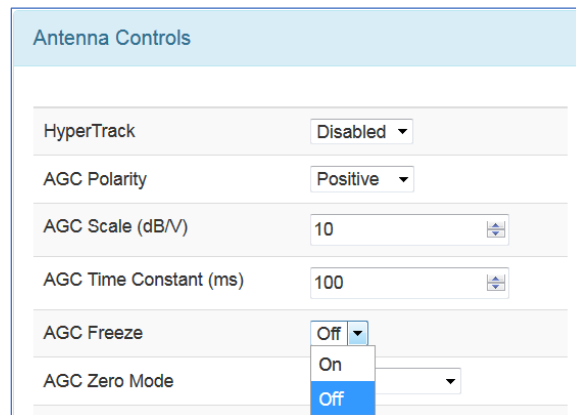 Antenna Controls
HyperTrack Disabled
AGC Polarity Positive
AGC Scale (dB/V) 10
AGC Time Constant (ms) 100
AGC Freeze Off
On
AGC Zero Mode
Off